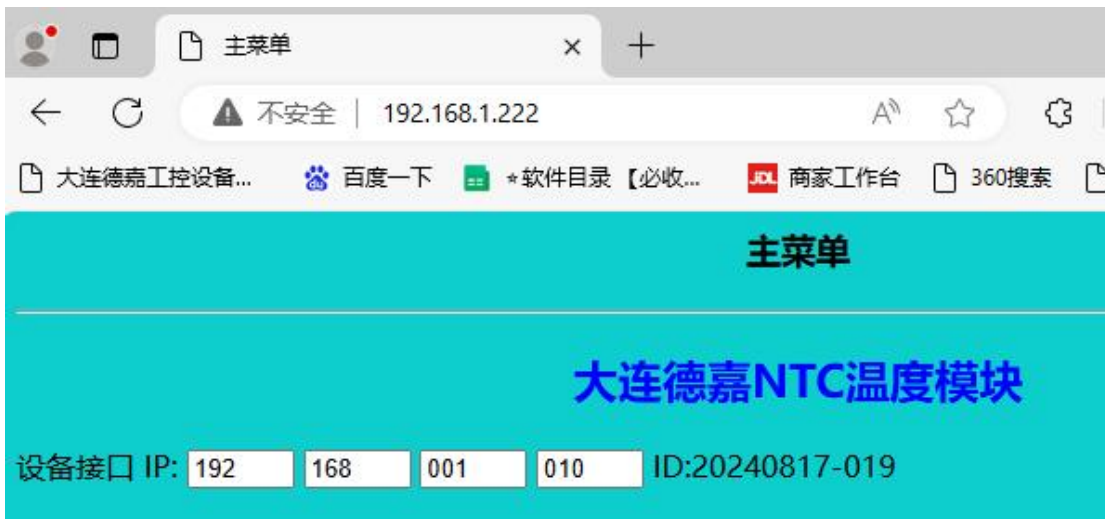 主菜单
不安全 192.168.1.222
大连德嘉工控设备... 百度一下 *软件目录【必收... JDL 商家工作台 360搜索
主菜单
大连德嘉NTC温度模块
设备接口 IP: 192 168 001 010 ID:20240817-019